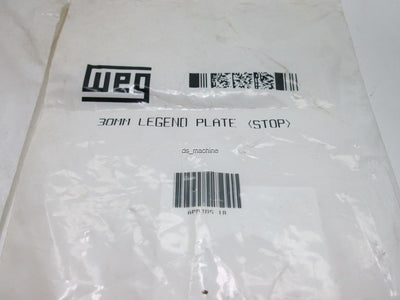 weg
30MM LEGEND PLATE (STOP)
ds_machine